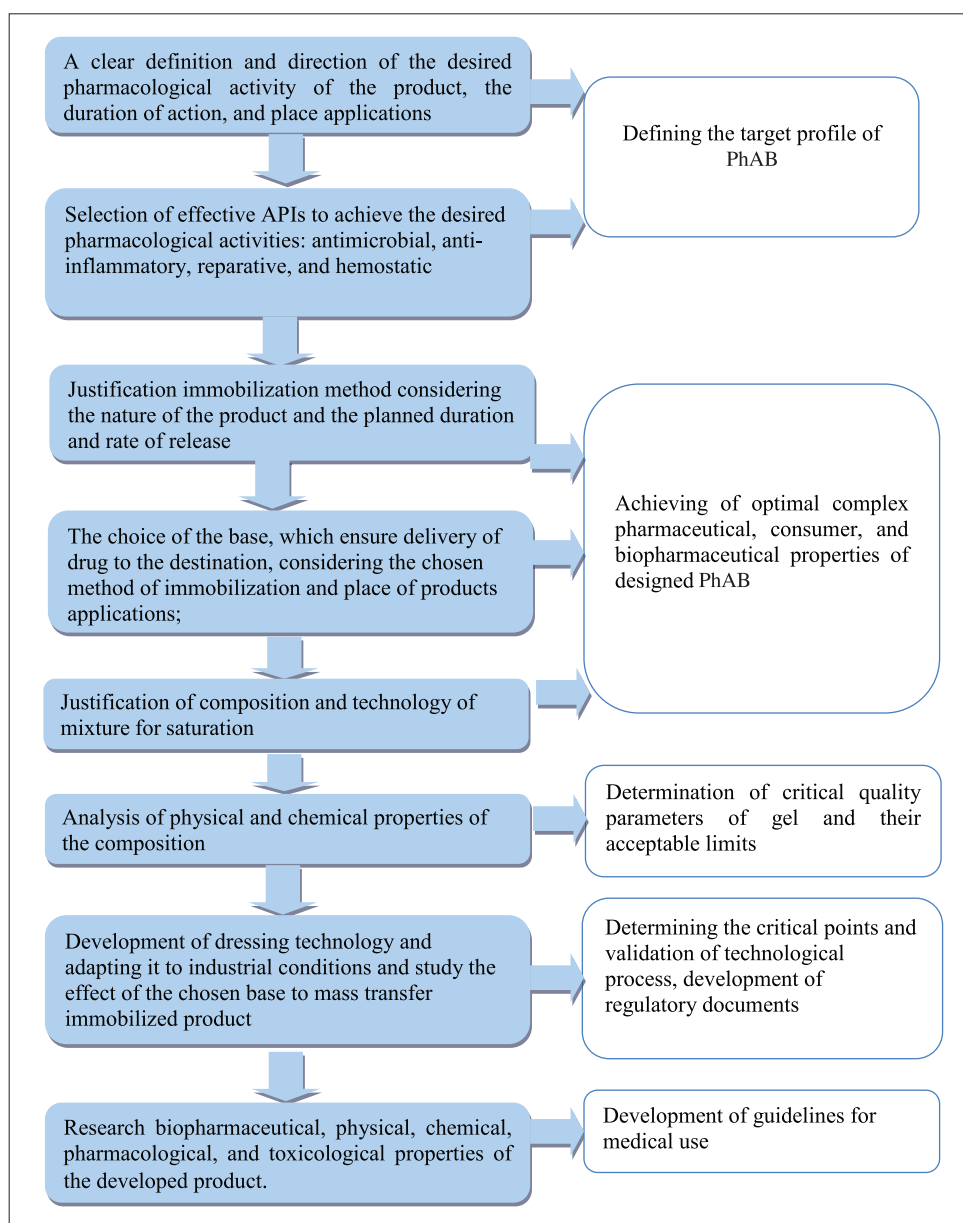 A clear definition and direction of the desired
pharmacological activity of the product, the
duration of action, and place applications
Defining the target profile of
PhAB
Selection of effective APIs to achieve the desired
pharmacological activities: antimicrobial, anti-
inflammatory, reparative, and hemostatic
Justification immobilization method considering
the nature of the product and the planned duration
and rate of release
The choice of the base, which ensure delivery of
drug to the destination, considering the chosen
method of immobilization and place of products
applications;
Achieving of optimal complex
pharmaceutical, consumer, and
biopharmaceutical properties of
designed PhAB
Justification of composition and technology of
mixture for saturation
Analysis of physical and chemical properties of
the composition
Determination of critical quality
parameters of gel and their
acceptable limits
Development of dressing technology and
adapting it to industrial conditions and study the
effect of the chosen base to mass transfer
immobilized product
Determining the critical points and
validation of technological
process, development of
regulatory documents
Research biopharmaceutical, physical, chemical,
pharmacological, and toxicological properties of
the developed product.
Development of guidelines for
medical use